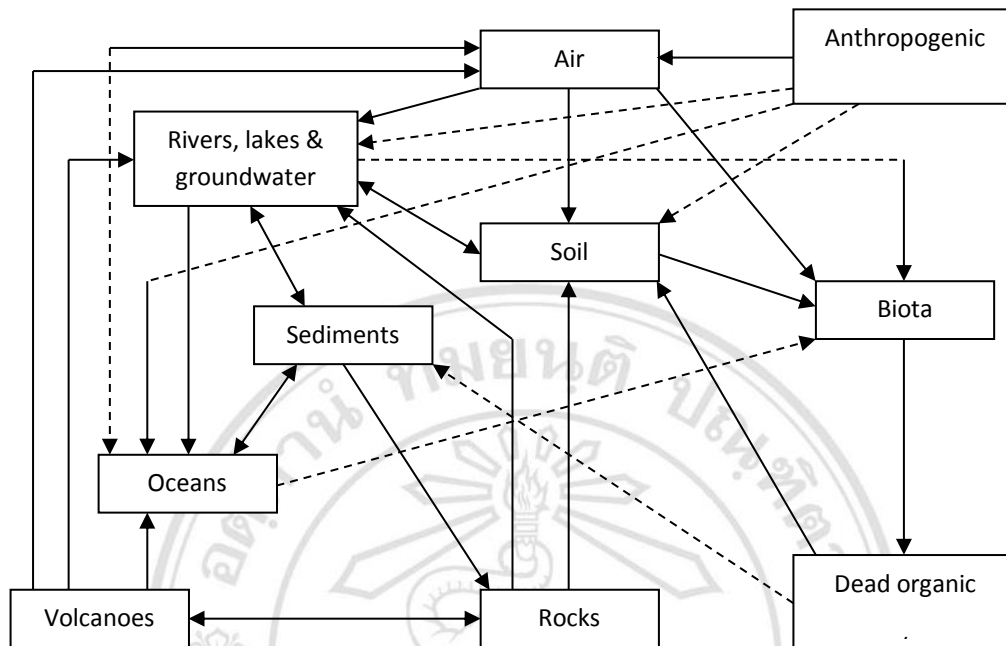 Anthropogenic
Air
Rivers, lakes &
groundwater
Soil
Biota
Sediments
Oceans
Volcanoes
Rocks
Dead organic